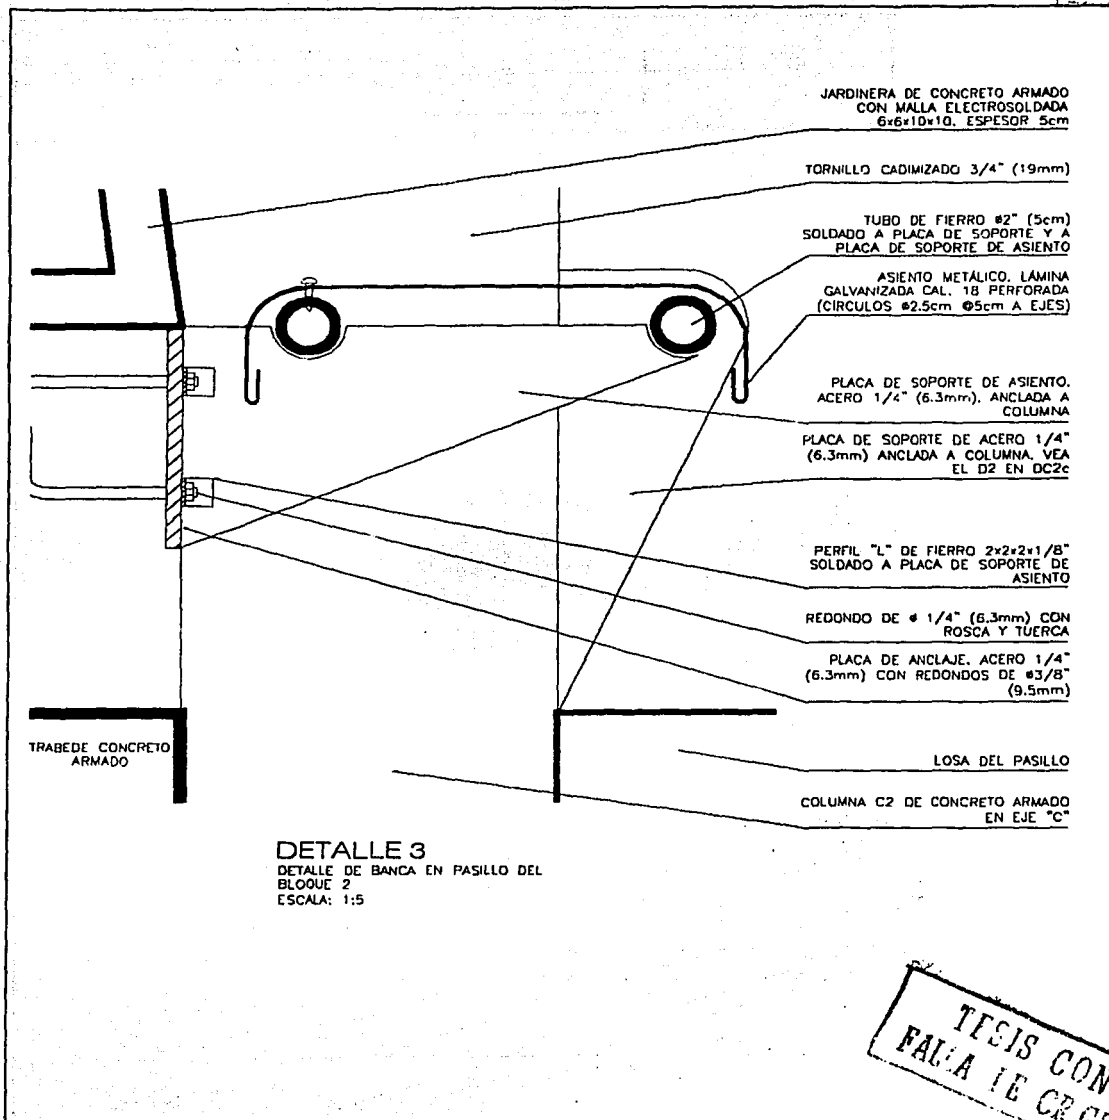 JARDINERA DE CONCRETO ARMADO
CON MALLA ELECTROSOLDADA
6x6x10x10, ESPESOR 5cm
TORNILLO CADIMIZADO 3/4" (19mm)
TUBO DE FIERRO ø2" (5cm)
SOLDADO A PLACA DE SOPORTE Y A
PLACA DE SOPORTE DE ASIENTO
ASIENTO METÁLICO, LÁMINA
GALVANIZADA CAL. 18 PERFORADA
(CÍRCULOS ø2.5cm @5cm A EJES)
PLACA DE SOPORTE DE ASIENTO.
ACERO 1/4" (6.3mm), ANCLADA A
COLUMNA
PLACA DE SOPORTE DE ACERO 1/4"
(6.3mm) ANCLADA A COLUMNA, VEA
EL D2 EN DC2c
PERFIL "L" DE FIERRO 2x2x2x1/8"
SOLDADO A PLACA DE SOPORTE DE
ASIENTO
REDONDO DE ø 1/4" (6.3mm) CON
ROSCA Y TUERCA
PLACA DE ANCLAJE. ACERO 1/4"
(6.3mm) CON REDONDOS DE ø3/8"
(9.5mm)
TRABEDE CONCRETO
ARMADO
LOSA DEL PASILLO
COLUMNA C2 DE CONCRETO ARMADO
EN EJE "C"
DETALLE 3
DETALLE DE BANCA EN PASILLO DEL
BLOQUE 2
ESCALA: 1:5
TESIS CON
FALLA DE